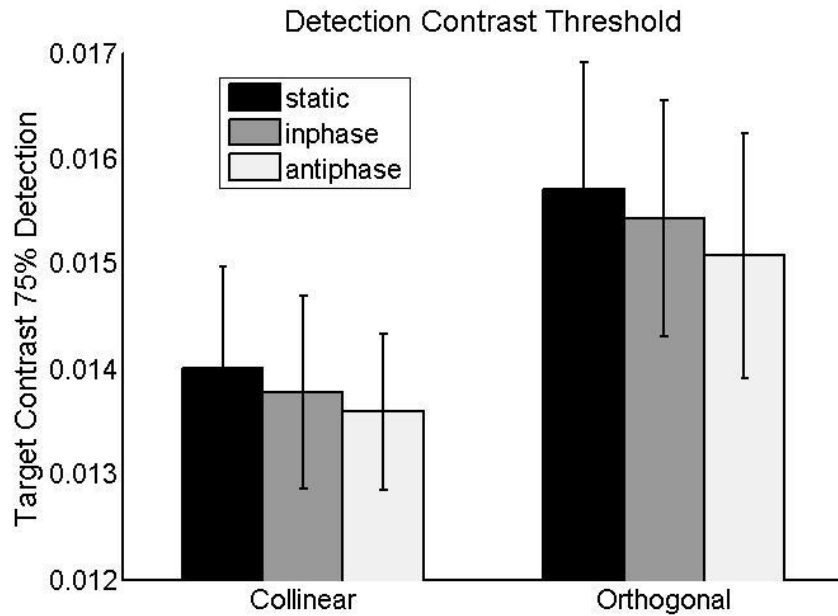 Detection Contrast Threshold
Target Contrast 75% Detection
0.017
0.016
0.015
0.014
0.013
0.012
static
inphase
antiphase
Collinear
Orthogonal